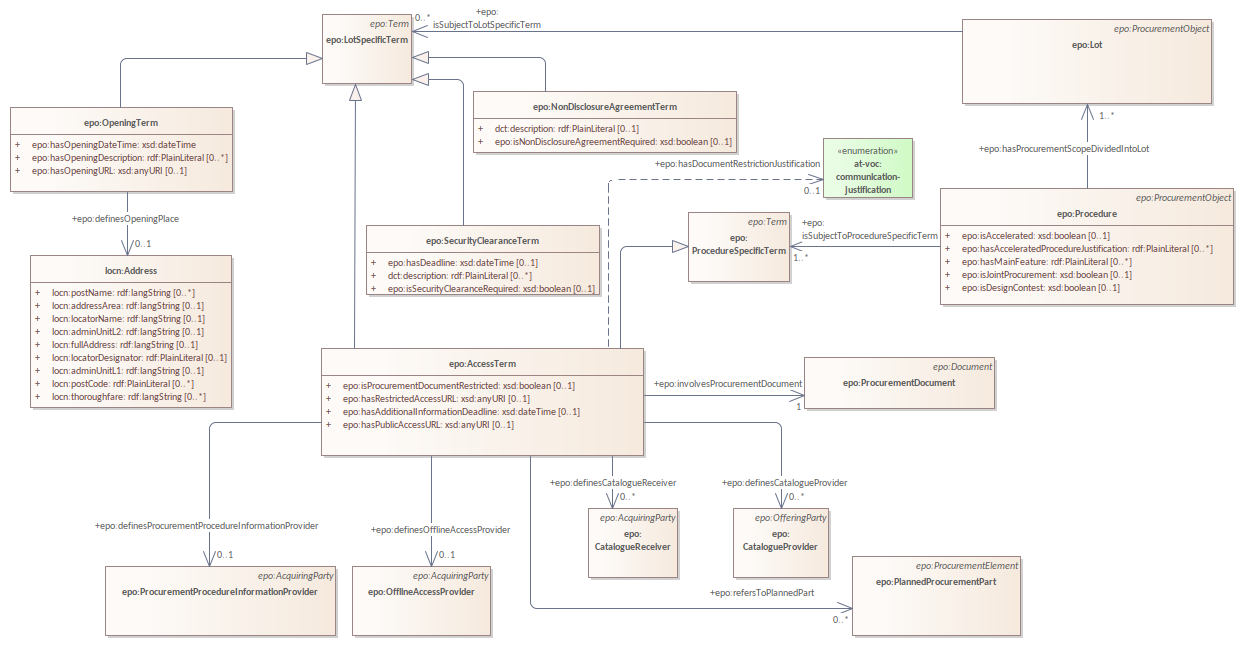 epo:Term
epo:LotSpecificTerm
0..*
+epo:
isSubjectToLotSpecificTerm
epo:ProcurementObject
epo:Lot
epo:OpeningTerm
+ epo:hasOpeningDateTime: xsd:dateTime
+ epo:hasOpeningDescription: rdf:PlainLiteral [0..*]
+ epo:hasOpeningURL: xsd:anyURI [0..1]
epo:NonDisclosureAgreementTerm
+ dct:description: rdf:PlainLiteral [0..1]
+ epo:isNonDisclosureAgreementRequired: xsd:boolean [0..1]
1..*
+epo:hasProcurementScopeDividedIntoLot
+epo:hasDocumentRestrictionJustification
0..1
«enumeration»
at-voc:
communication-
justification
+epo:definesOpeningPlace
0..1
epo:SecurityClearanceTerm
+ epo:hasDeadline: xsd:dateTime [0..1]
+ dct:description: rdf:PlainLiteral [0..*]
+ epo:isSecurityClearanceRequired: xsd:boolean [0..1]
epo:Term
epo:
ProcedureSpecificTerm
+epo:
isSubjectToProcedureSpecificTerm
1..*
epo:ProcurementObject
epo:Procedure
+ epo:isAccelerated: xsd:boolean [0..1]
+ epo:hasAcceleratedProcedureJustification: rdf:PlainLiteral [0..*]
+ epo:hasMainFeature: rdf:PlainLiteral [0..*]
+ epo:isJointProcurement: xsd:boolean [0..1]
+ epo:isDesignContest: xsd:boolean [0..1]
locn:Address
+ locn:postName: rdf:langString [0..*]
+ locn:addressArea: rdf:langString [0..1]
+ locn:locatorName: rdf:langString [0..1]
+ locn:adminUnitL2: rdf:langString [0..1]
+ locn:fullAddress: rdf:langString [0..1]
+ locn:locatorDesignator: rdf:PlainLiteral [0..1]
+ locn:adminUnitL1: rdf:langString [0..1]
+ locn:postCode: rdf:PlainLiteral [0..*]
+ locn:thoroughfare: rdf:langString [0..*]
epo:AccessTerm
+ epo:isProcurementDocumentRestricted: xsd:boolean [0..1]
+ epo:hasRestrictedAccessURL: xsd:anyURI [0..1]
+ epo:hasAdditionalInformationDeadline: xsd:dateTime [0..1]
+ epo:hasPublicAccessURL: xsd:anyURI [0..1]
+epo:involvesProcurementDocument
1
epo:Document
epo:ProcurementDocument
+epo:definesCatalogueReceiver
0..*
+epo:definesCatalogueProvider
0..*
+epo:definesProcurementProcedureInformationProvider
0..1
+epo:definesOfflineAccessProvider
0..1
epo:AcquiringParty
epo:
CatalogueReceiver
epo:OfferingParty
epo:
CatalogueProvider
epo:AcquiringParty
epo:ProcurementProcedureInformationProvider
epo:AcquiringParty
epo:OfflineAccessProvider
+epo:refersToPlannedPart
0..*
epo:ProcurementElement
epo:PlannedProcurementPart